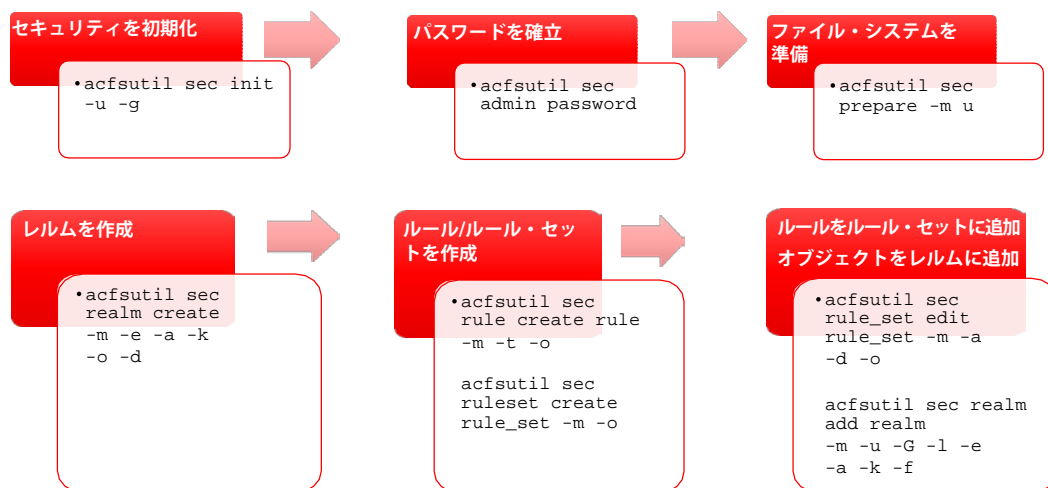 セキュリティを初期化
•acfsutil sec init
-u -g
パスワードを確立
•acfsutil sec
admin password
ファイル・システムを
準備
•acfsutil sec
prepare -m u
レルムを作成
•acfsutil sec
realm create
-m -e -a -k
-o -d
ルール/ルール・セッ
トを作成
•acfsutil sec
rule create rule
-m -t -o
acfsutil sec
ruleset create
rule_set -m -o
ルールをルール・セットに追加
オブジェクトをレルムに追加
•acfsutil sec
rule_set edit
rule_set -m -a
-d -o
acfsutil sec realm
add realm
-m -u -G -l -e
-a -k -f